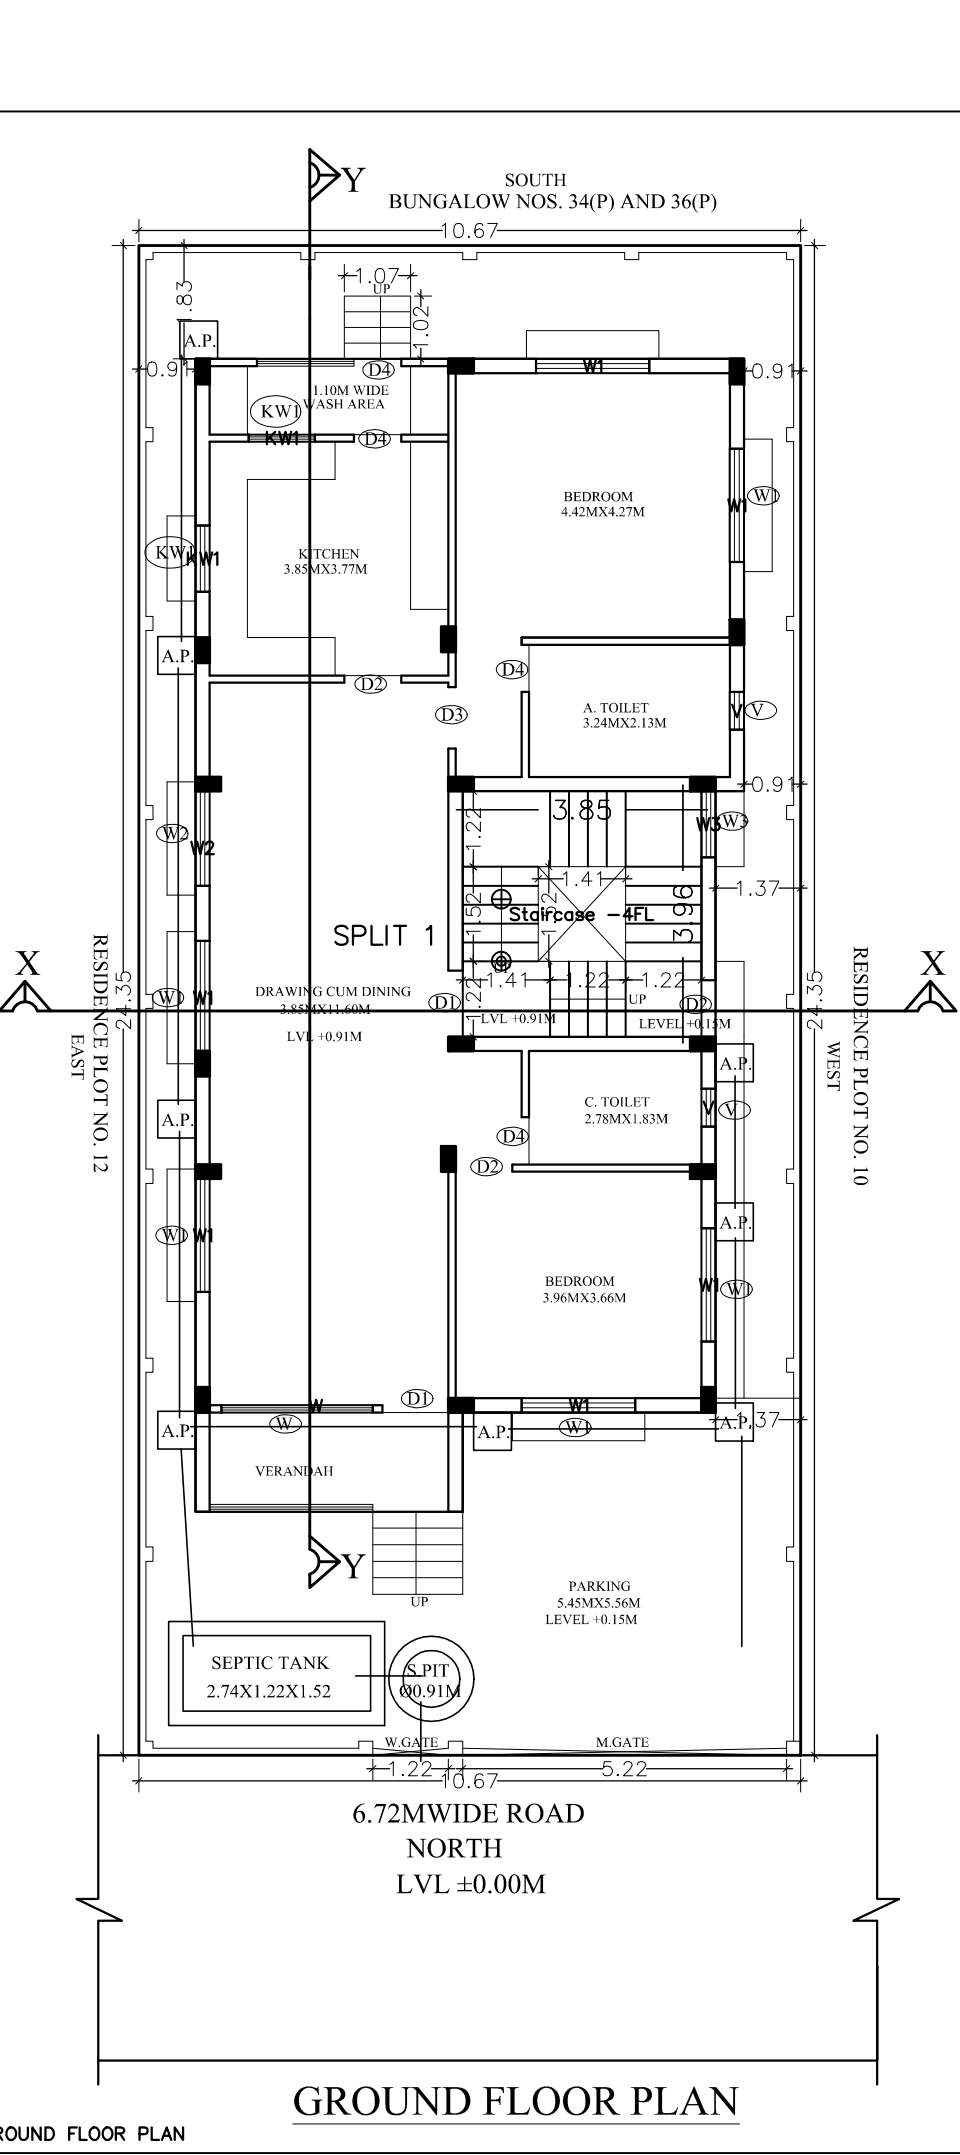 Y
SOUTH
BUNGALOW NOS. 34(P) AND 36(P)
10.67
1.83
1.07
UP
1.02
A.P.
0.91
D4
W1
0.91
1.10M WIDE
WASH AREA
KW1
KW1
D4
BEDROOM
4.42MX4.27M
W1
W1
KW1
KW1
KITCHEN
3.85MX3.77M
A.P.
D4
D2
D3
A. TOILET
3.24MX2.13M
V
V
0.91
3.85
1.22
W2
W2
W3
W3
1.41
1.37
1.52
1.52
Staircase -4FL
3.96
SPLIT 1
X
X
RESIDENCE PLOT NO. 12
EAST
24.35
24.35
WEST
RESIDENCE PLOT NO. 10
1.41
1.22
1.22
W1
W1
DRAWING CUM DINING
3.85MX11.60M
LVL +0.91M
D1
1.22
UP
D2
LVL +0.91M
LEVEL +0.15M
A.P.
A.P.
C. TOILET
2.78MX1.83M
V
V
D4
D2
A.P.
W1
W1
BEDROOM
3.96MX3.66M
W1
W1
D1
W
W
W1
W1
A.P.
A.P.
A.P.
1.37
VERANDAH
Y
UP
PARKING
5.45MX5.56M
LEVEL +0.15M
SEPTIC TANK
2.74X1.22X1.52
S.PIT
Ø0.91M
W.GATE
M.GATE
1.22
5.22
10.67
6.72MWIDE ROAD
NORTH
LVL ±0.00M
GROUND FLOOR PLAN
ROUND FLOOR PLAN